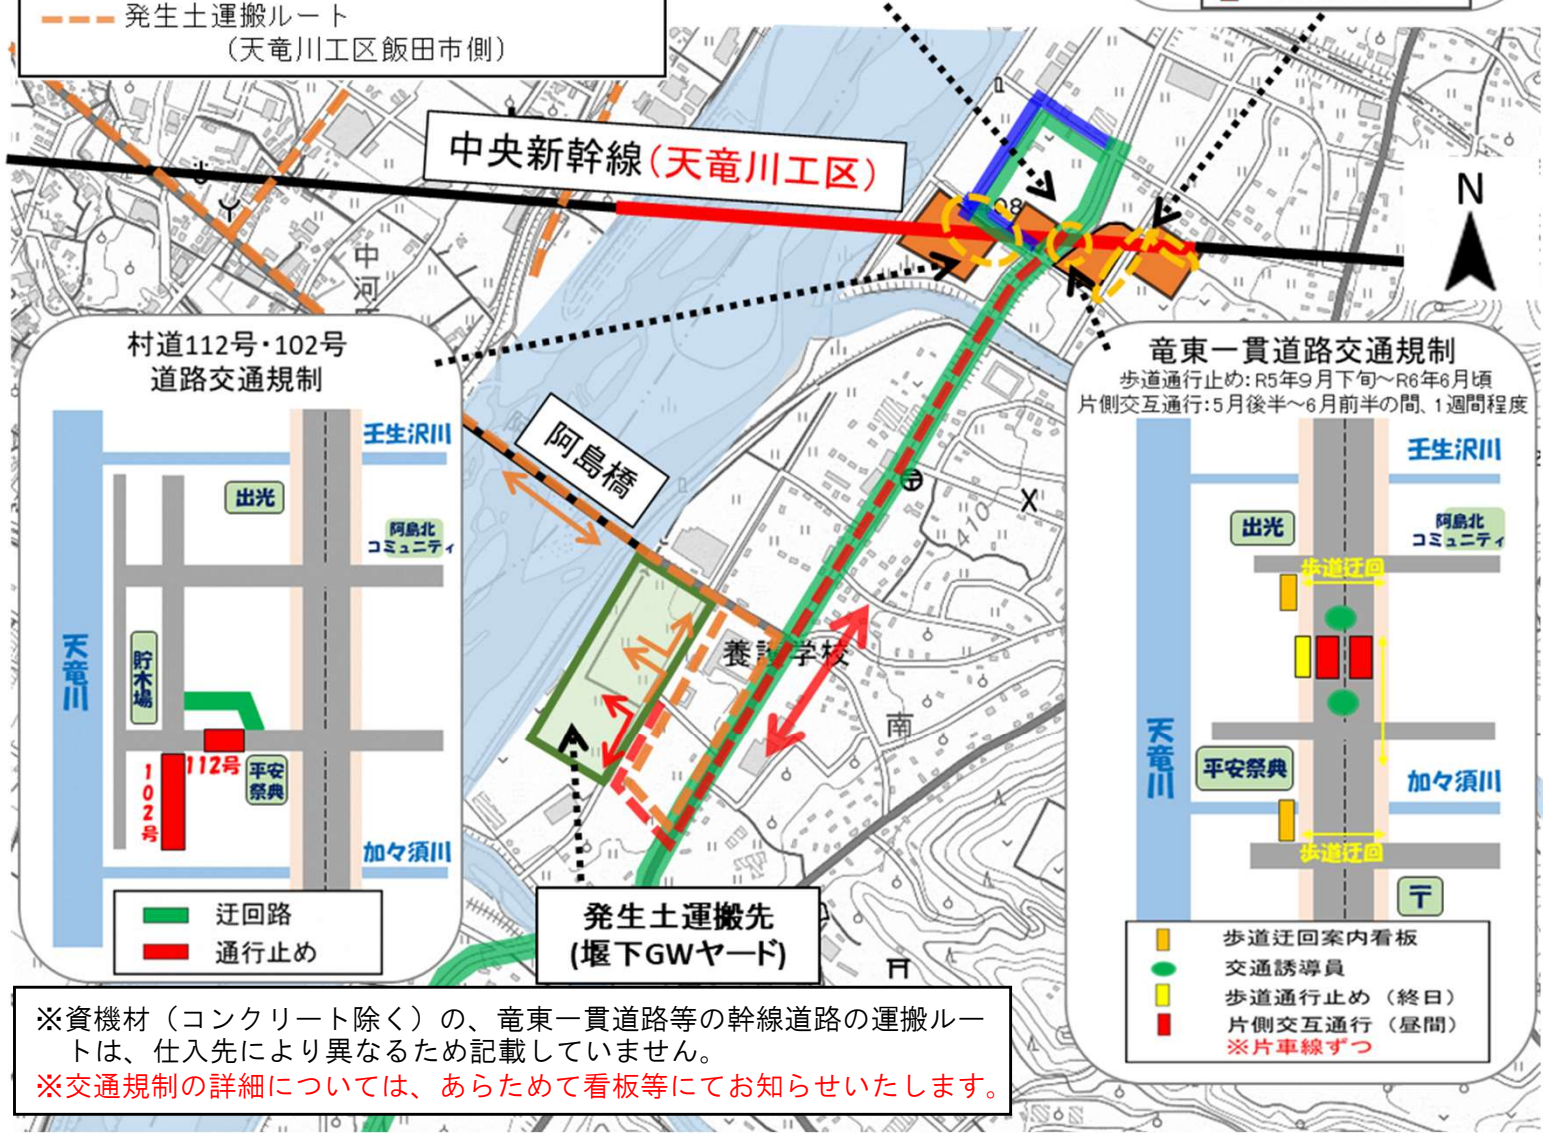 発生土運搬ルート
（天竜川工区飯田市側）
中央新幹線（天竜川工区）
N
中
河
村道112号・102号
道路交通規制
壬生沢川
出光
阿島北
コミュニティ
天竜川
貯木場
112号
102号
平安
祭典
加々須川
迂回路
通行止め
阿島橋
410
養護学校
南
発生土運搬先
(堰下GWヤード)
竜東一貫道路交通規制
歩道通行止め：R5年9月下旬～R6年6月頃
片側交互通行：5月後半～6月前半の間、1週間程度
壬生沢川
出光
阿島北
コミュニティ
歩道迂回
天竜川
平安祭典
加々須川
歩道迂回
〒
歩道迂回案内看板
交通誘導員
歩道通行止め（終日）
片側交互通行（昼間）
※片車線ずつ
※資機材（コンクリート除く）の、竜東一貫道路等の幹線道路の運搬ルー
トは、仕入先により異なるため記載していません。
※交通規制の詳細については、あらためて看板等にてお知らせいたします。